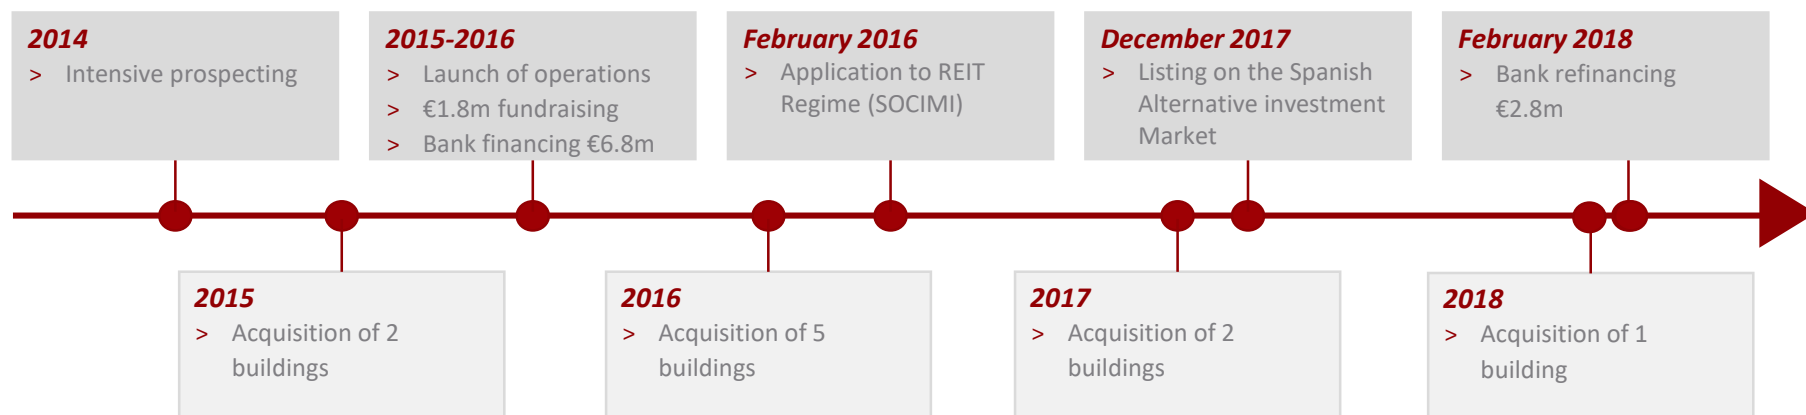 2014
> Intensive prospecting
2015-2016
> Launch of operations
> €1.8m fundraising
> Bank financing €6.8m
February 2016
> Application to REIT
Regime (SOCIMI)
December 2017
> Listing on the Spanish
Alternative investment
Market
February 2018
> Bank refinancing
€2.8m
2015
> Acquisition of 2
buildings
2016
> Acquisition of 5
buildings
2017
> Acquisition of 2
buildings
2018
> Acquisition of 1
building